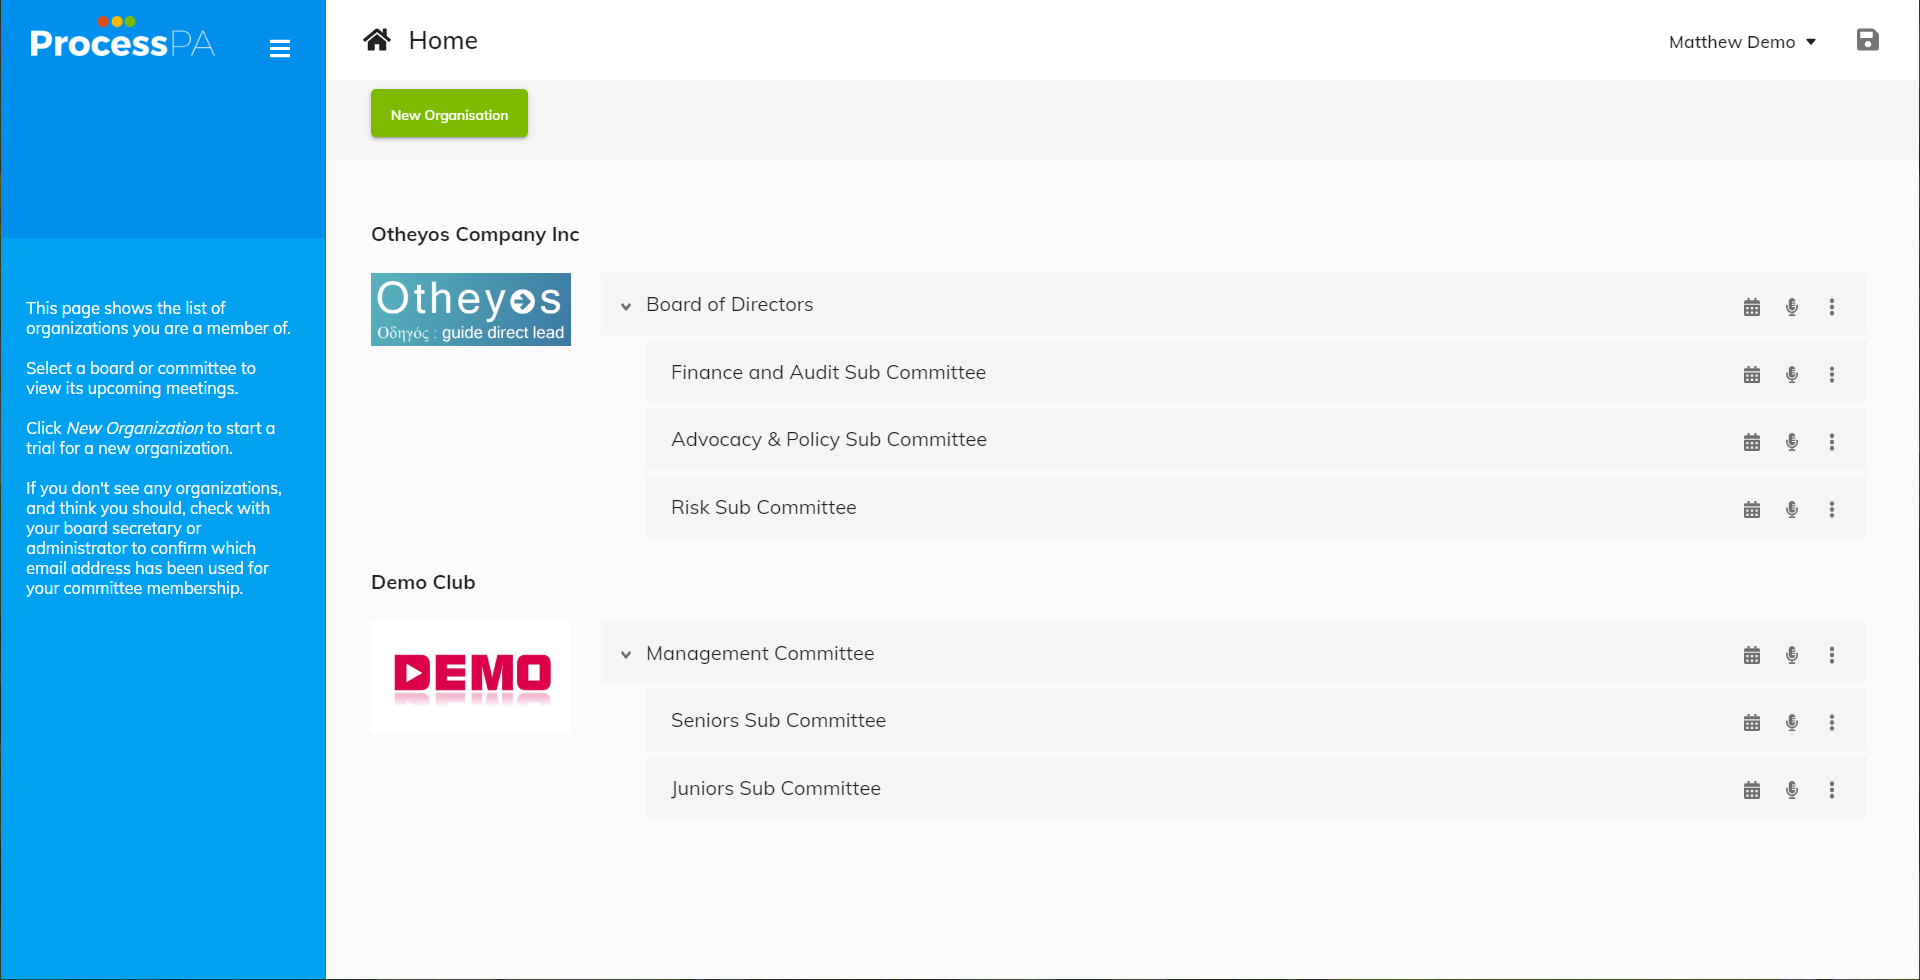 ProcessPA
Home
Matthew Demo
New Organisation
This page shows the list of
organizations you are a member of.
Select a board or committee to
view its upcoming meetings.
Click New Organization to start a
trial for a new organization.
If you don't see any organizations,
and think you should, check with
your board secretary or
administrator to confirm which
email address has been used for
your committee membership.
Otheyos Company Inc
Otheyos
Οδηγός : guide direct lead
Board of Directors
Finance and Audit Sub Committee
Advocacy & Policy Sub Committee
Risk Sub Committee
Demo Club
DEMO
Management Committee
Seniors Sub Committee
Juniors Sub Committee